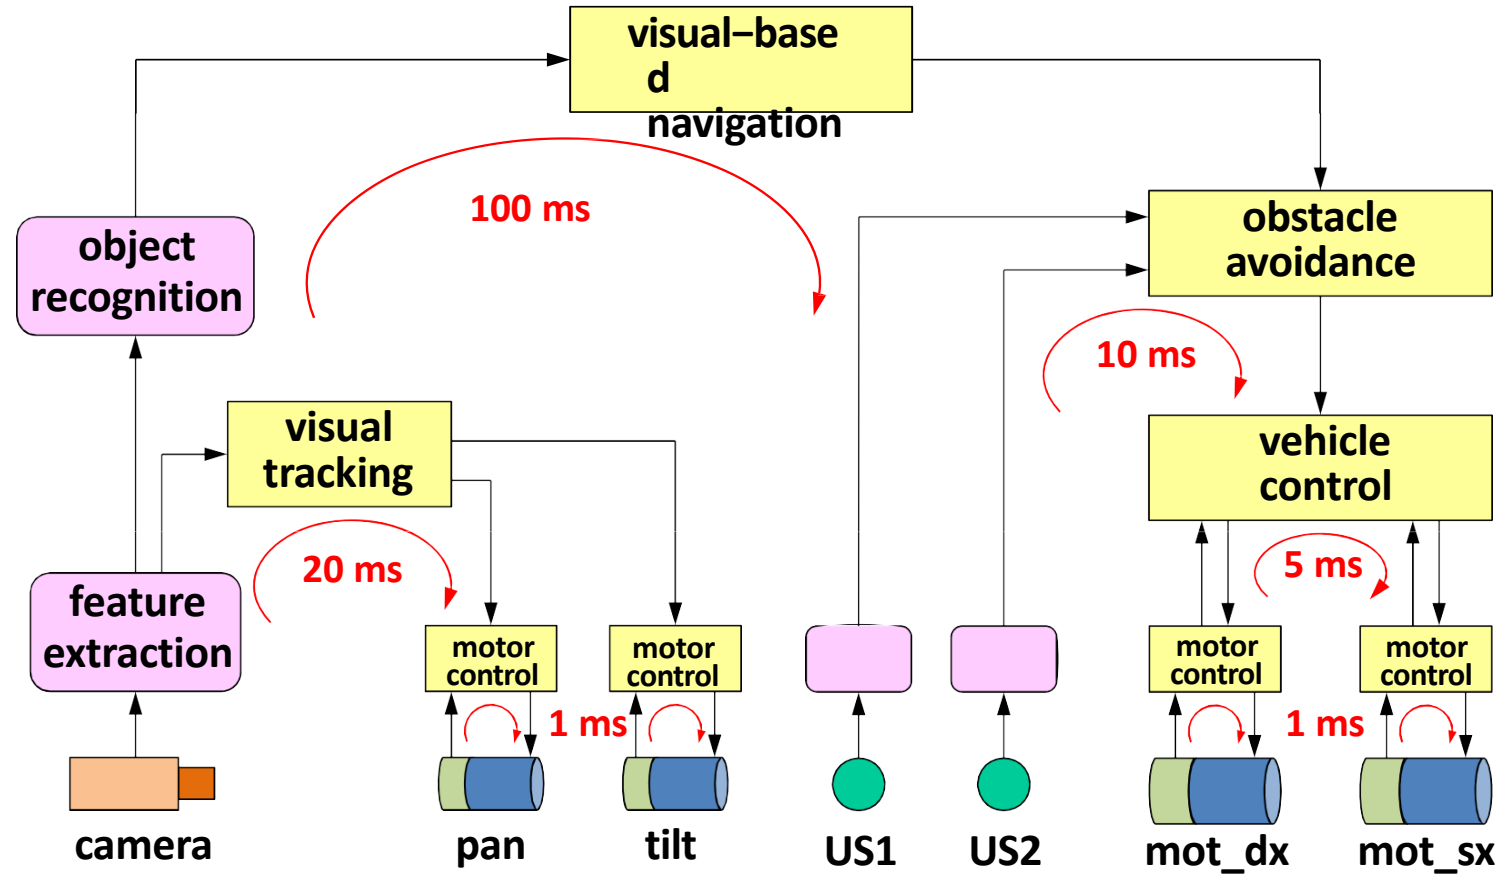 visual–base
d
navigation
100 ms
object
recognition
obstacle
avoidance
10 ms
visual
tracking
vehicle
control
20 ms
5 ms
feature
extraction
motor
control
motor
control
motor
control
motor
control
1 ms
1 ms
camera
pan
tilt
US1
US2
mot_dx
mot_sx